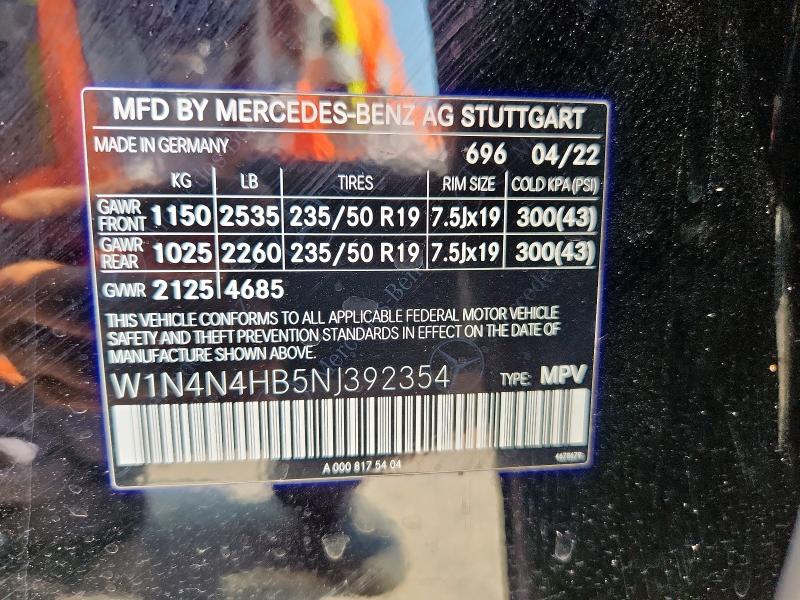 MFD BY MERCEDES-BENZ AG STUTTGART
MADE IN GERMANY 696 04/22
KG LB TIRES RIM SIZE COLD KPA(PSI)
GAWR FRONT 1150 2535 235/50 R19 7.5Jx19 300(43)
GAWR REAR 1025 2260 235/50 R19 7.5Jx19 300(43)
GVWR 2125 4685
THIS VEHICLE CONFORMS TO ALL APPLICABLE FEDERAL MOTOR VEHICLE
SAFETY AND THEFT PREVENTION STANDARDS IN EFFECT ON THE DATE OF
MANUFACTURE SHOWN ABOVE.
W1N4N4HB5NJ392354 TYPE: MPV
A 000 817 54 04